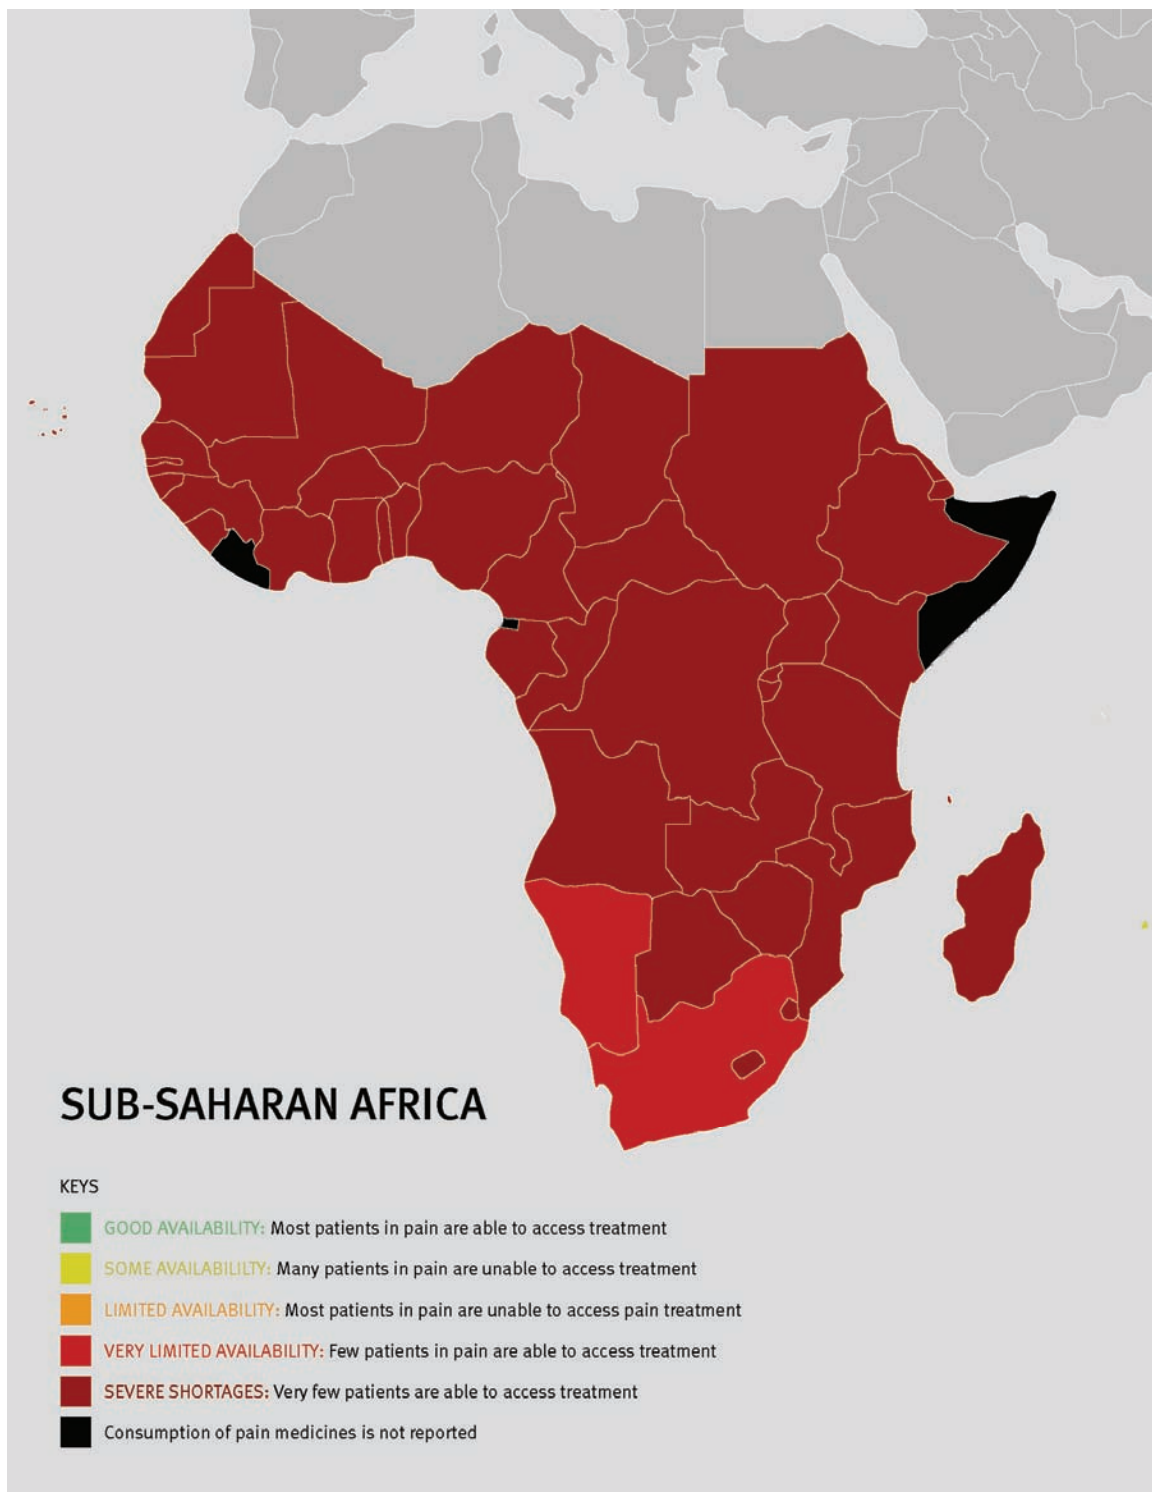 SUB-SAHARAN AFRICA
KEYS
GOOD AVAILABILITY: Most patients in pain are able to access treatment
SOME AVAILABILILTY: Many patients in pain are unable to access treatment
LIMITED AVAILABILITY: Most patients in pain are unable to access pain treatment
VERY LIMITED AVAILABILITY: Few patients in pain are able to access treatment
SEVERE SHORTAGES: Very few patients are able to access treatment
Consumption of pain medicines is not reported